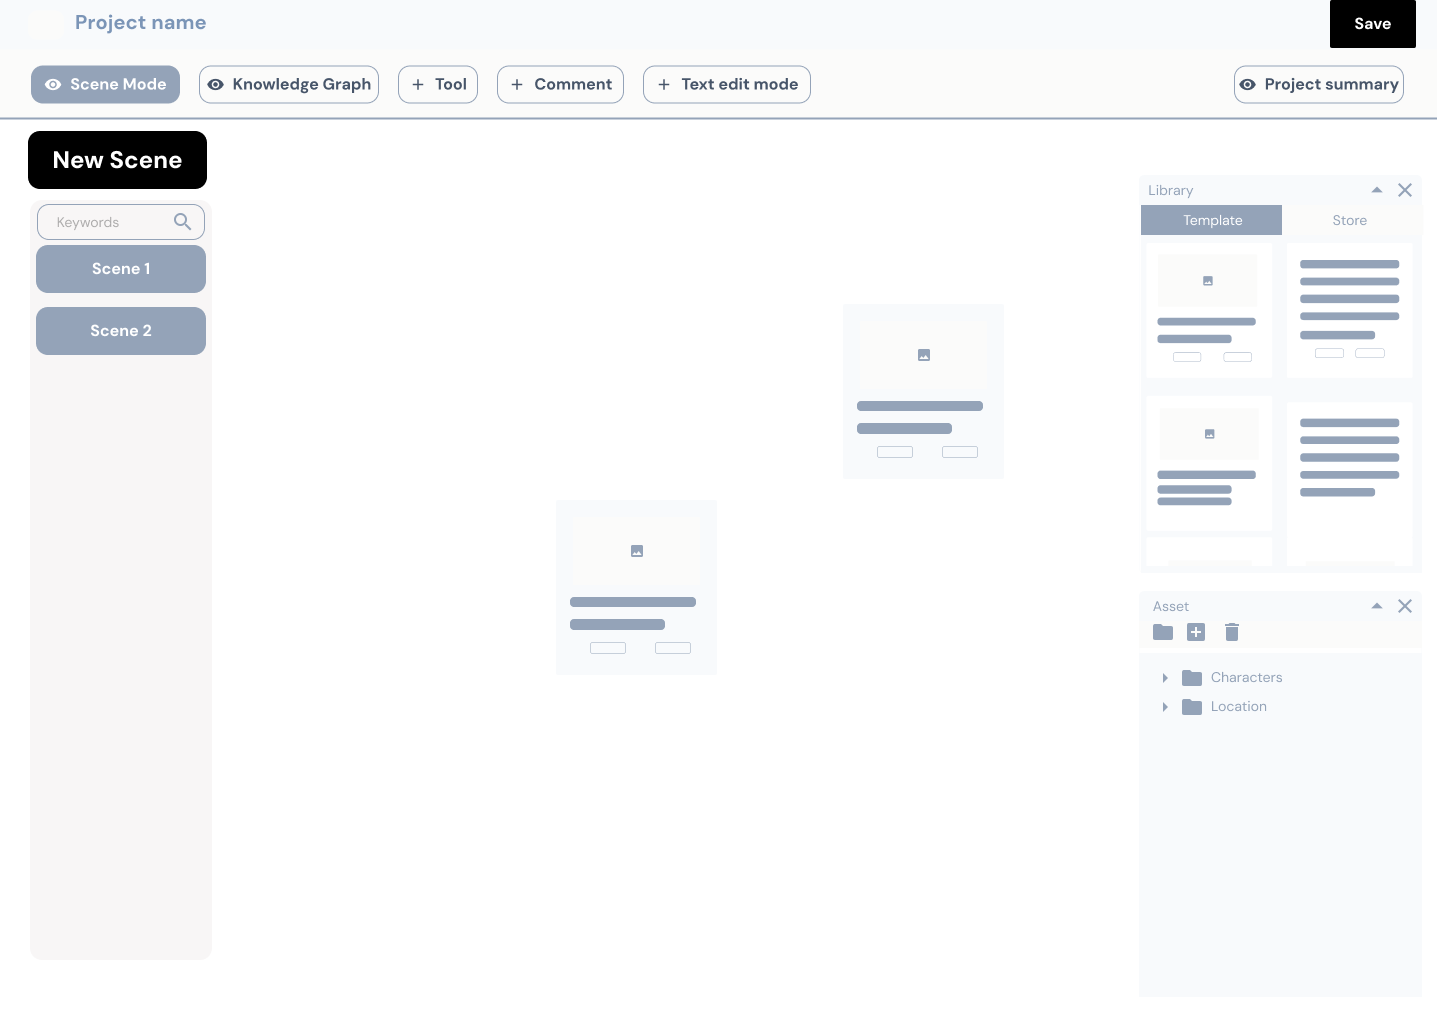 Project name
Save
Scene Mode
Knowledge Graph
Tool
Comment
Text edit mode
Project summary
New Scene
Keywords
Scene 1
Scene 2
Library
Template
Store
Asset
Characters
Location